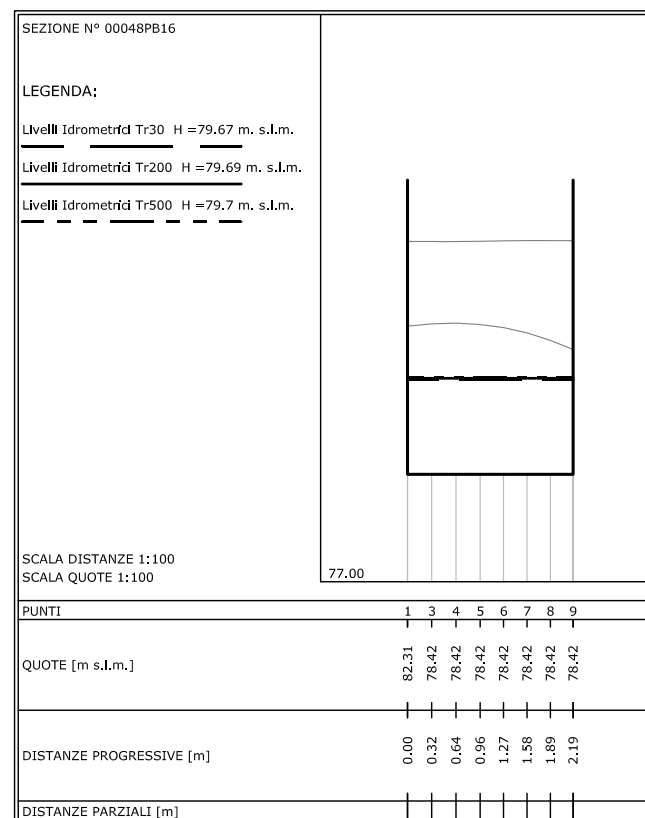 SEZIONE N° 00048PB16
LEGENDA:
Livelli Idrometrici Tr30 H =79.67 m. s.l.m.
Livelli Idrometrici Tr200 H =79.69 m. s.l.m.
Livelli Idrometrici Tr500 H =79.7 m. s.l.m.
SCALA DISTANZE 1:100
SCALA QUOTE 1:100
77.00
PUNTI 1 3 4 5 6 7 8 9
QUOTE [m s.l.m.] 82.31 78.42 78.42 78.42 78.42 78.42 78.42 78.42
DISTANZE PROGRESSIVE [m] 0.00 0.32 0.64 0.96 1.27 1.58 1.89 2.19
DISTANZE PARZIALI [m]